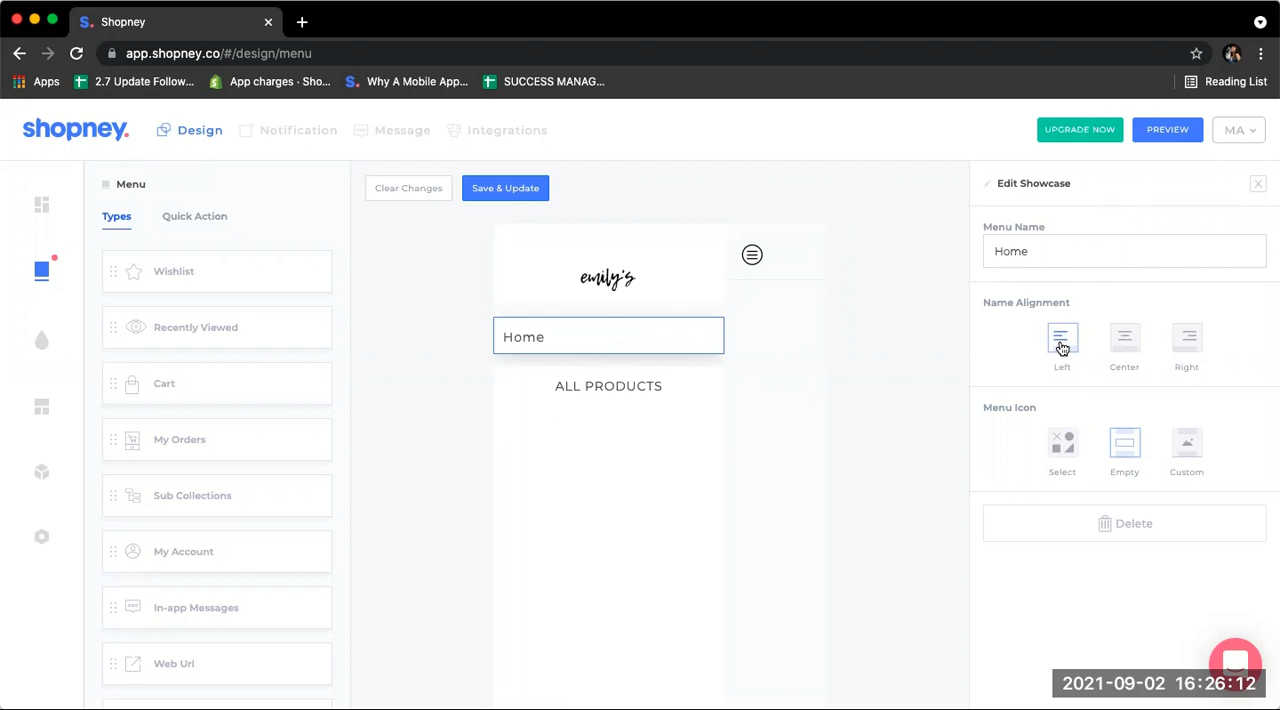 Shopney
app.shopney.co/#/design/menu
Apps
2.7 Update Follow...
App charges · Sho...
Why A Mobile App...
SUCCESS MANAG...
Reading List
shopney.
Design
Notification
Message
Integrations
UPGRADE NOW
PREVIEW
MA
Menu
Types
Quick Action
Wishlist
Recently Viewed
Cart
My Orders
Sub Collections
My Account
In-app Messages
Web Url
Clear Changes
Save & Update
emily's
Home
ALL PRODUCTS
Edit Showcase
Menu Name
Home
Name Alignment
Left
Center
Right
Menu Icon
Select
Empty
Custom
Delete
2021-09-02 16:26:12